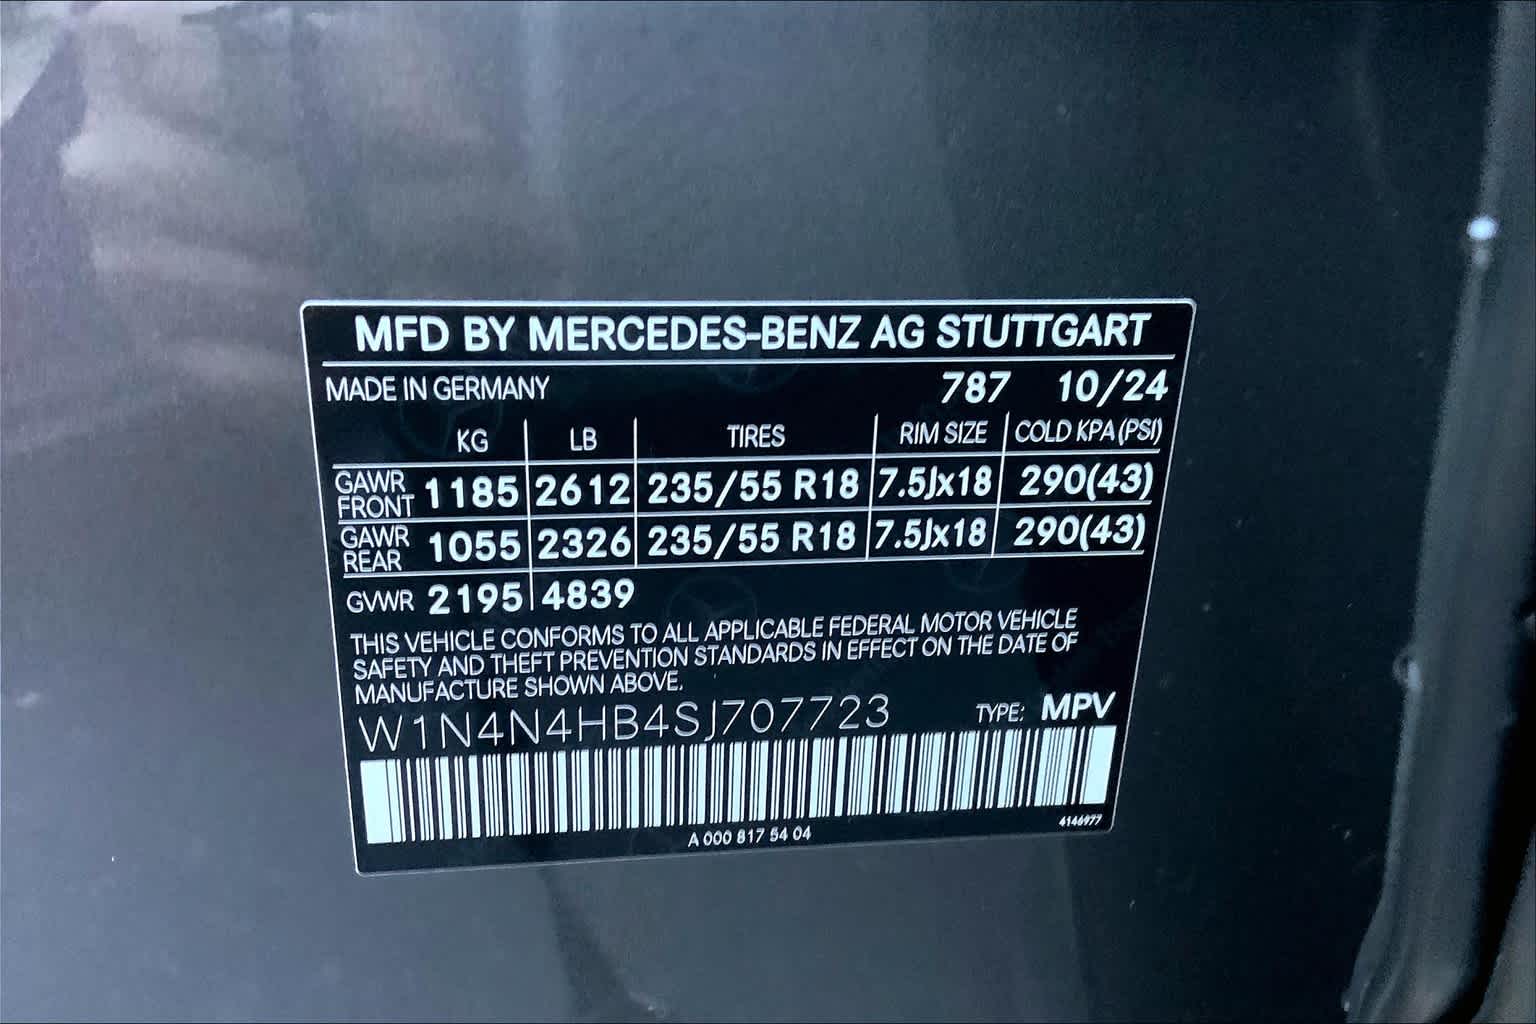 MFD BY MERCEDES-BENZ AG STUTTGART
MADE IN GERMANY 787 10/24
KG LB TIRES RIM SIZE COLD KPA (PSI)
GAWR FRONT 1185 2612 235/55 R18 7.5Jx18 290(43)
GAWR REAR 1055 2326 235/55 R18 7.5Jx18 290(43)
GVWR 2195 4839
THIS VEHICLE CONFORMS TO ALL APPLICABLE FEDERAL MOTOR VEHICLE
SAFETY AND THEFT PREVENTION STANDARDS IN EFFECT ON THE DATE OF
MANUFACTURE SHOWN ABOVE.
W1N4N4HB4SJ707723 TYPE: MPV
A 000 817 54 04 4146977